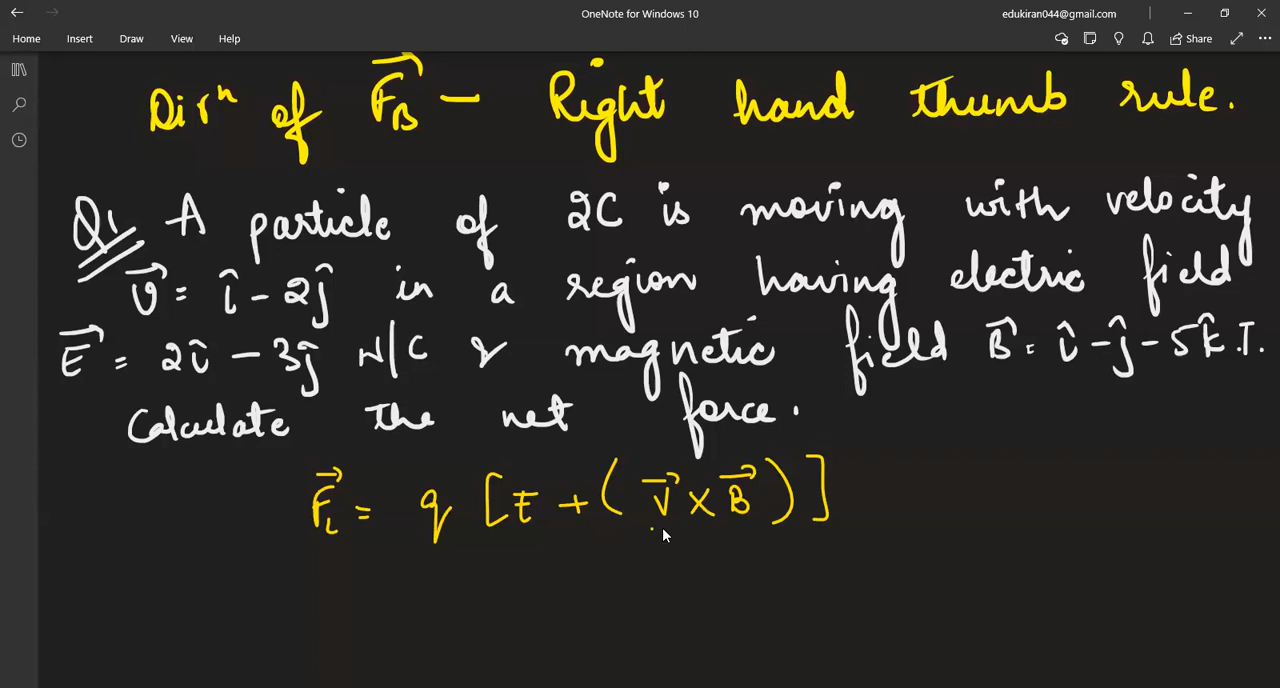 OneNote for Windows 10
edukiran044@gmail.com
Home Insert Draw View Help
Share
Dirⁿ of F⃗_B — Right hand thumb rule.
Q1 A particle of 2C is moving with velocity
v⃗ = î - 2ĵ in a region having electric field
E⃗ = 2î - 3ĵ N/C & magnetic field B⃗ = î - ĵ - 5k̂ T.
Calculate the net force.
F⃗_L = q [E + (V⃗ × B⃗)]